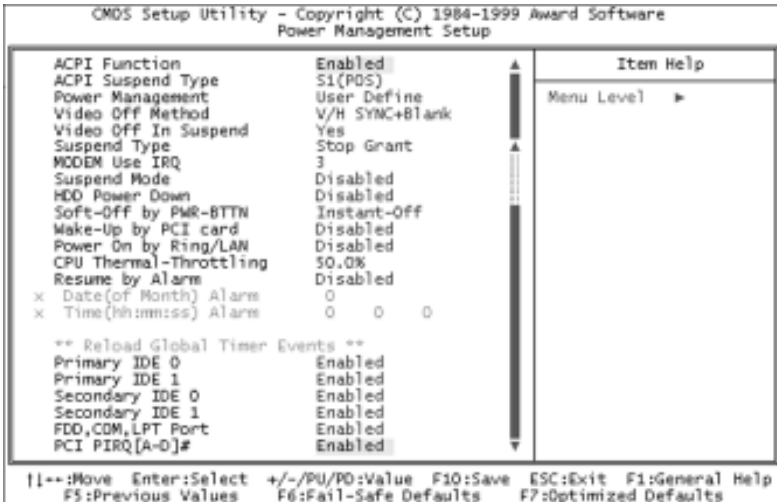 CMOS Setup Utility - Copyright (C) 1984-1999 Award Software
Power Management Setup
ACPI Function Enabled
ACPI Suspend Type S1(POS)
Power Management User Define
Video Off Method V/H SYNC+Blank
Video Off In Suspend Yes
Suspend Type Stop Grant
MODEM Use IRQ 3
Suspend Mode Disabled
HDD Power Down Disabled
Soft-Off by PWR-BTTN Instant-Off
Wake-Up by PCI card Disabled
Power On by Ring/LAN Disabled
CPU Thermal-Throttling 50.0%
Resume by Alarm Disabled
x Date(of Month) Alarm 0
x Time(hh:mm:ss) Alarm 0 0 0
** Reload Global Timer Events **
Primary IDE 0 Enabled
Primary IDE 1 Enabled
Secondary IDE 0 Enabled
Secondary IDE 1 Enabled
FDD,COM,LPT Port Enabled
PCI PIRQ[A-D]# Enabled
Item Help
Menu Level ►
↑↓←→:Move Enter:Select +/-/PU/PD:Value F10:Save ESC:Exit F1:General Help
F5:Previous Values F6:Fail-Safe Defaults F7:Optimized Defaults